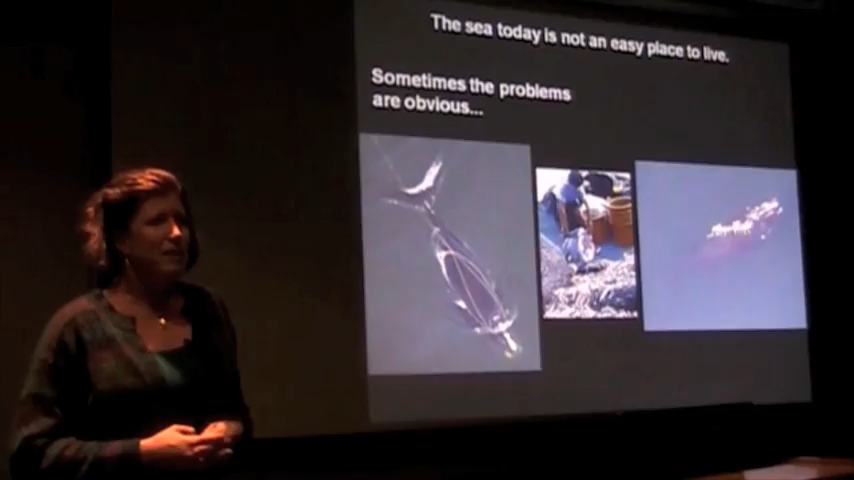 The sea today is not an easy place to live.
Sometimes the problems
are obvious...